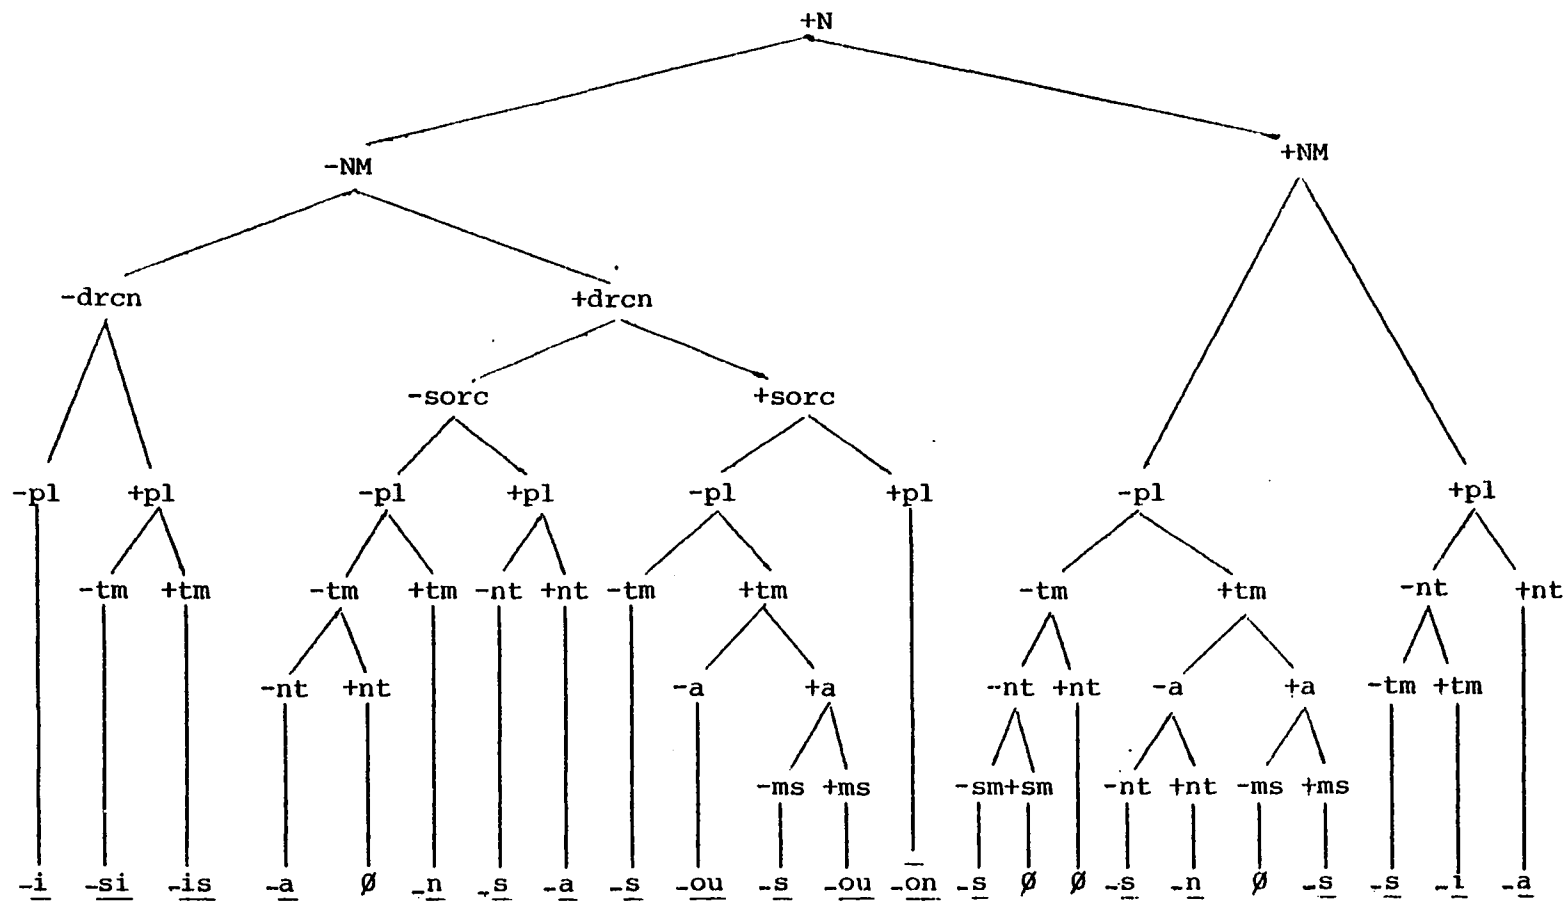 +N
-NM +NM
-drcn +drcn
-sorc +sorc
-pl +pl -pl +pl -pl +pl -pl +pl
-tm +tm -tm +tm -nt +nt -tm +tm -tm +tm -nt +nt
-nt +nt -a +a -nt +nt -a +a -tm +tm
-ms +ms -sm+sm -nt +nt -ms +ms
-i -si -is -a Ø -n -s -a -s -ou -s -ou -on -s Ø Ø -s -n Ø -s -s -i -a